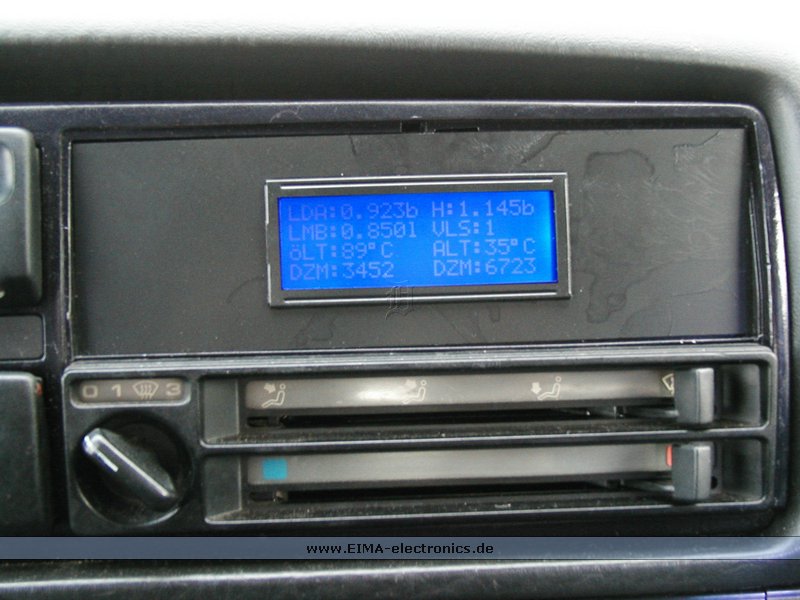 LDA:0.923b H:1.145b
LMB:0.850l VLS:1
öLT:89°C ALT:35°C
DZM:3452 DZM:6723
0 1 3
www.EIMA-electronics.de